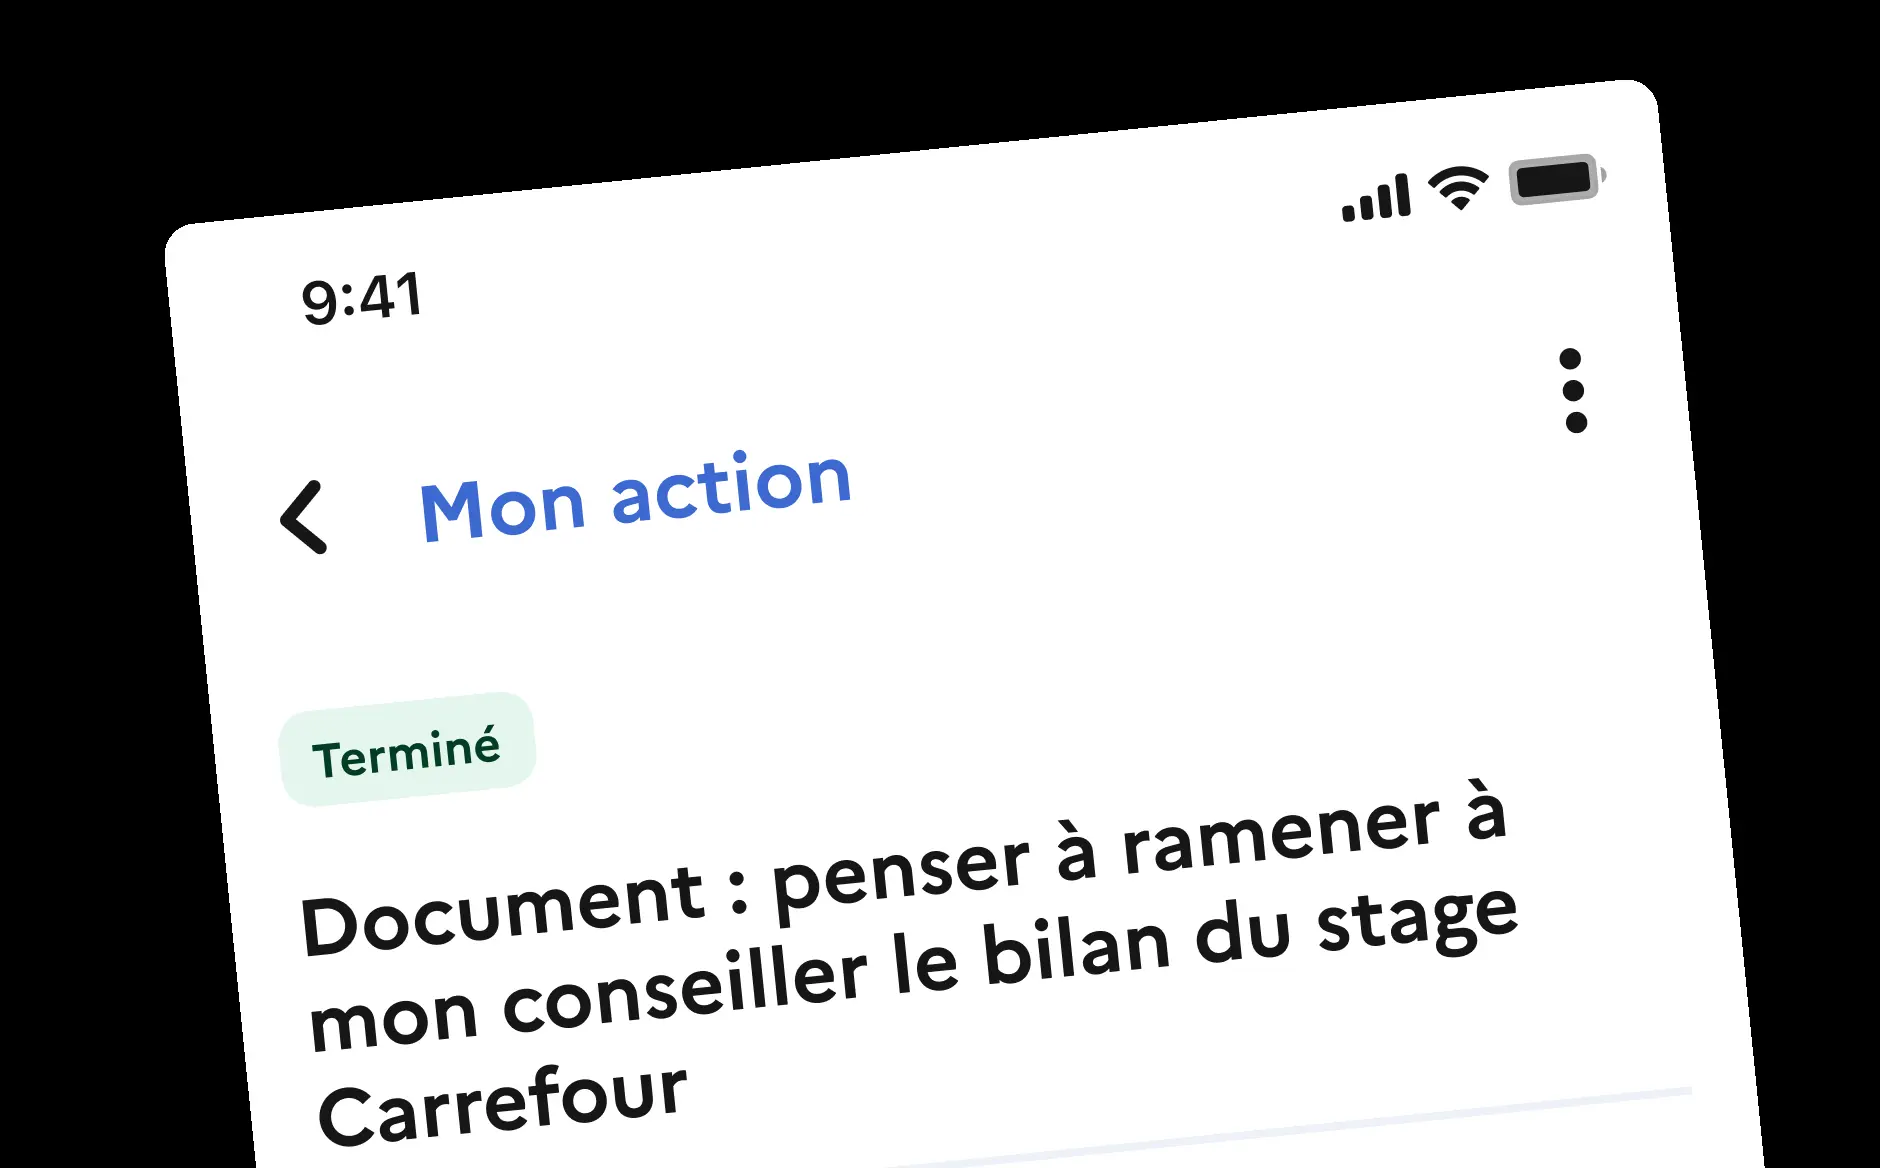 9:41
Mon action
Terminé
Document : penser à ramener à
mon conseiller le bilan du stage
Carrefour